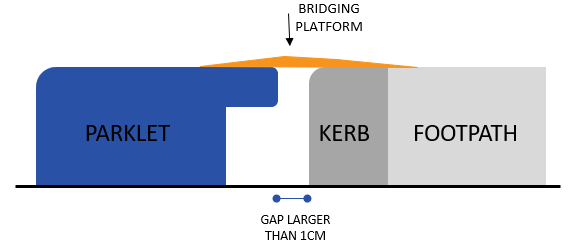 BRIDGING
PLATFORM
PARKLET
KERB
FOOTPATH
GAP LARGER
THAN 1CM